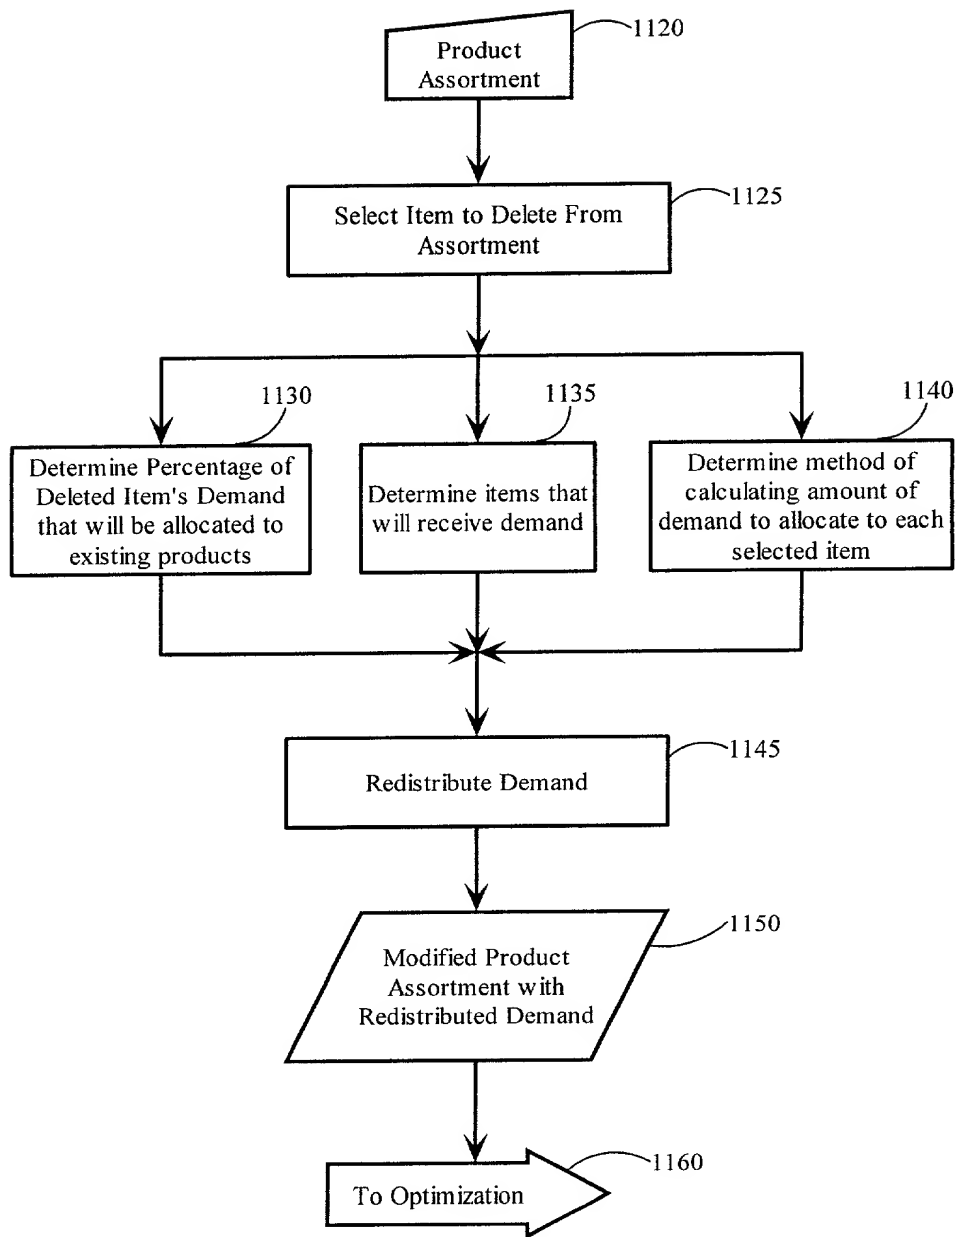 1120
Product
Assortment
1125
Select Item to Delete From
Assortment
1130
1135
1140
Determine Percentage of
Deleted Item's Demand
that will be allocated to
existing products
Determine items that
will receive demand
Determine method of
calculating amount of
demand to allocate to each
selected item
1145
Redistribute Demand
1150
Modified Product
Assortment with
Redistributed Demand
1160
To Optimization